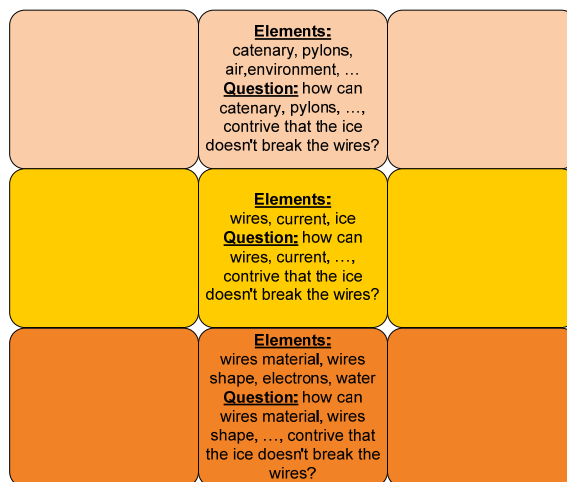 Elements:
catenary, pylons,
air,environment, …
Question: how can
catenary, pylons, …,
contrive that the ice
doesn't break the wires?
Elements:
wires, current, ice
Question: how can
wires, current, …,
contrive that the ice
doesn't break the wires?
Elements:
wires material, wires
shape, electrons, water
Question: how can
wires material, wires
shape, …, contrive that
the ice doesn't break the
wires?